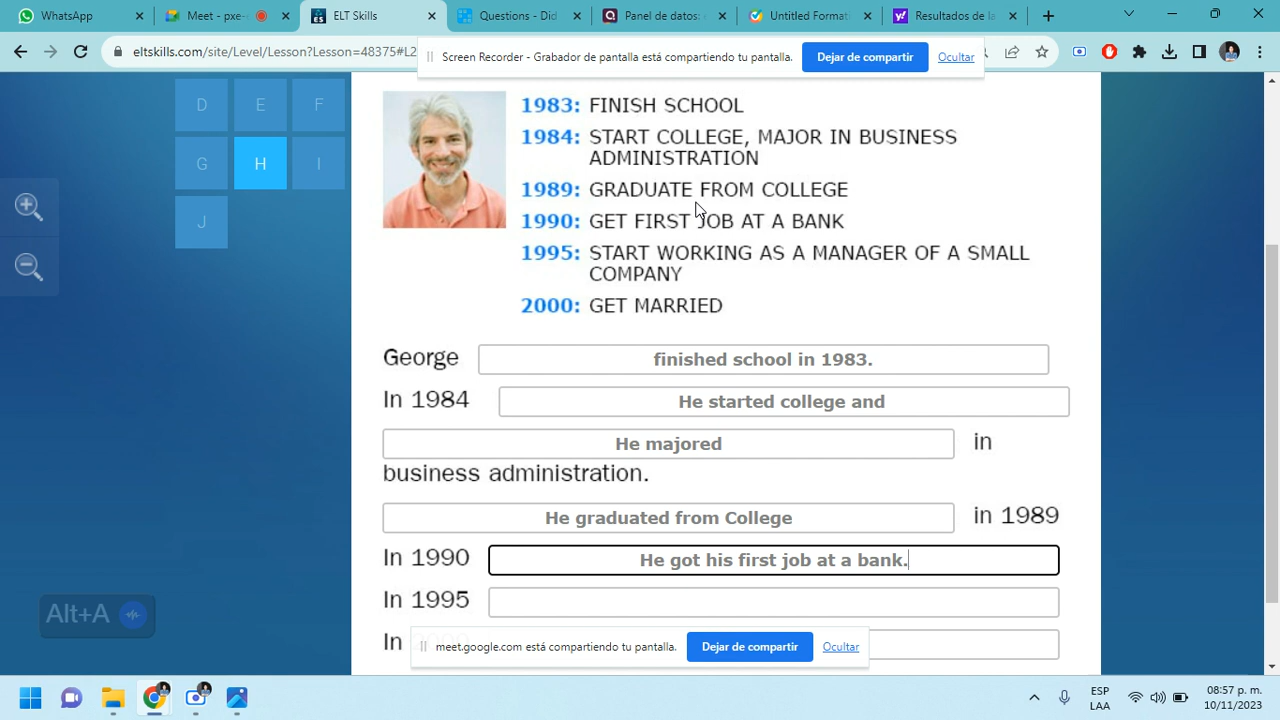 WhatsApp
Meet - pxe-
ELT Skills
Questions - Did
Panel de datos:
Untitled Format
Resultados de la
eltskills.com/site/Level/Lesson?Lesson=48375#L2
Screen Recorder - Grabador de pantalla está compartiendo tu pantalla.
Dejar de compartir
Ocultar
D E F
G H I
J
1983: FINISH SCHOOL
1984: START COLLEGE, MAJOR IN BUSINESS
ADMINISTRATION
1989: GRADUATE FROM COLLEGE
1990: GET FIRST JOB AT A BANK
1995: START WORKING AS A MANAGER OF A SMALL
COMPANY
2000: GET MARRIED
George finished school in 1983.
In 1984 He started college and
He majored in
business administration.
He graduated from College in 1989
In 1990 He got his first job at a bank.
In 1995
In
Alt+A
meet.google.com está compartiendo tu pantalla.
Dejar de compartir
Ocultar
ESP
LAA
08:57 p. m.
10/11/2023